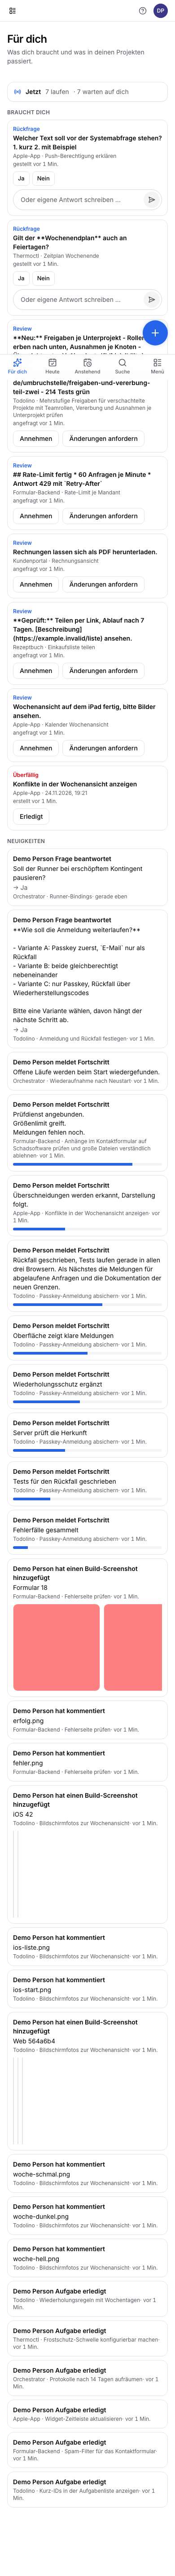 DP
Für dich
Was dich braucht und was in deinen Projekten
passiert.
Jetzt 7 laufen · 7 warten auf dich
BRAUCHT DICH
Rückfrage
Welcher Text soll vor der Systemabfrage stehen?
1. kurz 2. mit Beispiel
Apple-App · Push-Berechtigung erklären
gestellt vor 1 Min.
Ja Nein
Oder eigene Antwort schreiben ...
Rückfrage
Gilt der **Wochenendplan** auch an
Feiertagen?
Thermoctl · Zeitplan Wochenende
gestellt vor 1 Min.
Ja Nein
Oder eigene Antwort schreiben ...
Review
**Neu:** Freigaben je Unterprojekt - Rollen
erben nach unten, Ausnahmen je Knoten -
Für dich Heute Anstehend Suche Menü
de/umbruchstelle/freigaben-und-vererbung-
teil-zwei - 214 Tests grün
Todolino · Mehrstufige Freigaben für verschachtelte
Projekte mit Teamrollen, Vererbung und Ausnahmen je
Unterprojekt prüfen
angefragt vor 1 Min.
Annehmen Änderungen anfordern
Review
## Rate-Limit fertig * 60 Anfragen je Minute *
Antwort 429 mit `Retry-After`
Formular-Backend · Rate-Limit je Mandant
angefragt vor 1 Min.
Annehmen Änderungen anfordern
Review
Rechnungen lassen sich als PDF herunterladen.
Kundenportal · Rechnungsansicht
angefragt vor 1 Min.
Annehmen Änderungen anfordern
Review
**Geprüft:** Teilen per Link, Ablauf nach 7
Tagen. [Beschreibung]
(https://example.invalid/liste) ansehen.
Rezeptbuch · Einkaufsliste teilen
angefragt vor 1 Min.
Annehmen Änderungen anfordern
Review
Wochenansicht auf dem iPad fertig, bitte Bilder
ansehen.
Apple-App · Kalender Wochenansicht
angefragt vor 1 Min.
Annehmen Änderungen anfordern
Überfällig
Konflikte in der Wochenansicht anzeigen
Apple-App · 24.11.2026, 19:21
erstellt vor 1 Min.
Erledigt
NEUIGKEITEN
Demo Person Frage beantwortet
Soll der Runner bei erschöpftem Kontingent
pausieren?
→ Ja
Orchestrator · Runner-Bindings· gerade eben
Demo Person Frage beantwortet
**Wie soll die Anmeldung weiterlaufen?**
- Variante A: Passkey zuerst, `E-Mail` nur als
Rückfall
- Variante B: beide gleichberechtigt
nebeneinander
- Variante C: nur Passkey, Rückfall über
Wiederherstellungscodes
Bitte eine Variante wählen, davon hängt der
nächste Schritt ab.
→ Ja
Todolino · Anmeldung und Rückfall festlegen· vor 1 Min.
Demo Person meldet Fortschritt
Offene Läufe werden beim Start wiedergefunden.
Orchestrator · Wiederaufnahme nach Neustart· vor 1 Min.
Demo Person meldet Fortschritt
Prüfdienst angebunden.
Größenlimit greift.
Meldungen fehlen noch.
Formular-Backend · Anhänge im Kontaktformular auf
Schadsoftware prüfen und große Dateien verständlich
ablehnen· vor 1 Min.
Demo Person meldet Fortschritt
Überschneidungen werden erkannt, Darstellung
folgt.
Apple-App · Konflikte in der Wochenansicht anzeigen· vor
1 Min.
Demo Person meldet Fortschritt
Rückfall geschrieben, Tests laufen gerade in allen
drei Browsern. Als Nächstes die Meldungen für
abgelaufene Anfragen und die Dokumentation der
neuen Grenzen.
Todolino · Passkey-Anmeldung absichern· vor 1 Min.
Demo Person meldet Fortschritt
Oberfläche zeigt klare Meldungen
Todolino · Passkey-Anmeldung absichern· vor 1 Min.
Demo Person meldet Fortschritt
Wiederholungsschutz ergänzt
Todolino · Passkey-Anmeldung absichern· vor 1 Min.
Demo Person meldet Fortschritt
Server prüft die Herkunft
Todolino · Passkey-Anmeldung absichern· vor 1 Min.
Demo Person meldet Fortschritt
Tests für den Rückfall geschrieben
Todolino · Passkey-Anmeldung absichern· vor 1 Min.
Demo Person meldet Fortschritt
Fehlerfälle gesammelt
Todolino · Passkey-Anmeldung absichern· vor 1 Min.
Demo Person hat einen Build-Screenshot
hinzugefügt
Formular 18
Formular-Backend · Fehlerseite prüfen· vor 1 Min.
Demo Person hat kommentiert
erfolg.png
Formular-Backend · Fehlerseite prüfen· vor 1 Min.
Demo Person hat kommentiert
fehler.png
Formular-Backend · Fehlerseite prüfen· vor 1 Min.
Demo Person hat einen Build-Screenshot
hinzugefügt
iOS 42
Todolino · Bildschirmfotos zur Wochenansicht· vor 1 Min.
Demo Person hat kommentiert
ios-liste.png
Todolino · Bildschirmfotos zur Wochenansicht· vor 1 Min.
Demo Person hat kommentiert
ios-start.png
Todolino · Bildschirmfotos zur Wochenansicht· vor 1 Min.
Demo Person hat einen Build-Screenshot
hinzugefügt
Web 564a6b4
Todolino · Bildschirmfotos zur Wochenansicht· vor 1 Min.
Demo Person hat kommentiert
woche-schmal.png
Todolino · Bildschirmfotos zur Wochenansicht· vor 1 Min.
Demo Person hat kommentiert
woche-dunkel.png
Todolino · Bildschirmfotos zur Wochenansicht· vor 1 Min.
Demo Person hat kommentiert
woche-hell.png
Todolino · Bildschirmfotos zur Wochenansicht· vor 1 Min.
Demo Person Aufgabe erledigt
Todolino · Wiederholungsregeln mit Wochentagen· vor 1
Min.
Demo Person Aufgabe erledigt
Thermoctl · Frostschutz-Schwelle konfigurierbar machen·
vor 1 Min.
Demo Person Aufgabe erledigt
Orchestrator · Protokolle nach 14 Tagen aufräumen· vor 1
Min.
Demo Person Aufgabe erledigt
Apple-App · Widget-Zeitleiste aktualisieren· vor 1 Min.
Demo Person Aufgabe erledigt
Formular-Backend · Spam-Filter für das Kontaktformular·
vor 1 Min.
Demo Person Aufgabe erledigt
Todolino · Kurz-IDs in der Aufgabenliste anzeigen· vor 1
Min.